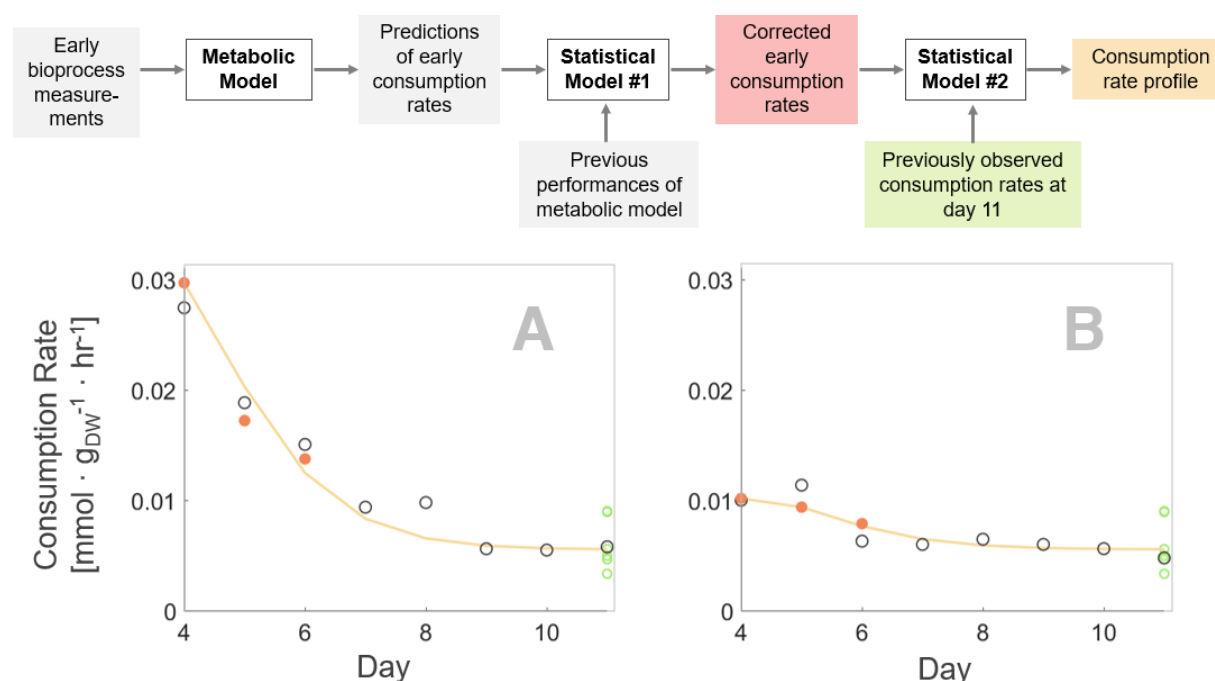 Early
bioprocess
measure-
ments
Metabolic
Model
Predictions
of early
consumption
rates
Statistical
Model #1
Previous
performances of
metabolic model
Corrected
early
consumption
rates
Statistical
Model #2
Previously observed
consumption rates at
day 11
Consumption
rate profile
Consumption Rate
[mmol · g_DW⁻¹ · hr⁻¹]
0.03
0.02
0.01
0
4
6
8
10
Day
A
0.03
0.02
0.01
0
4
6
8
10
Day
B